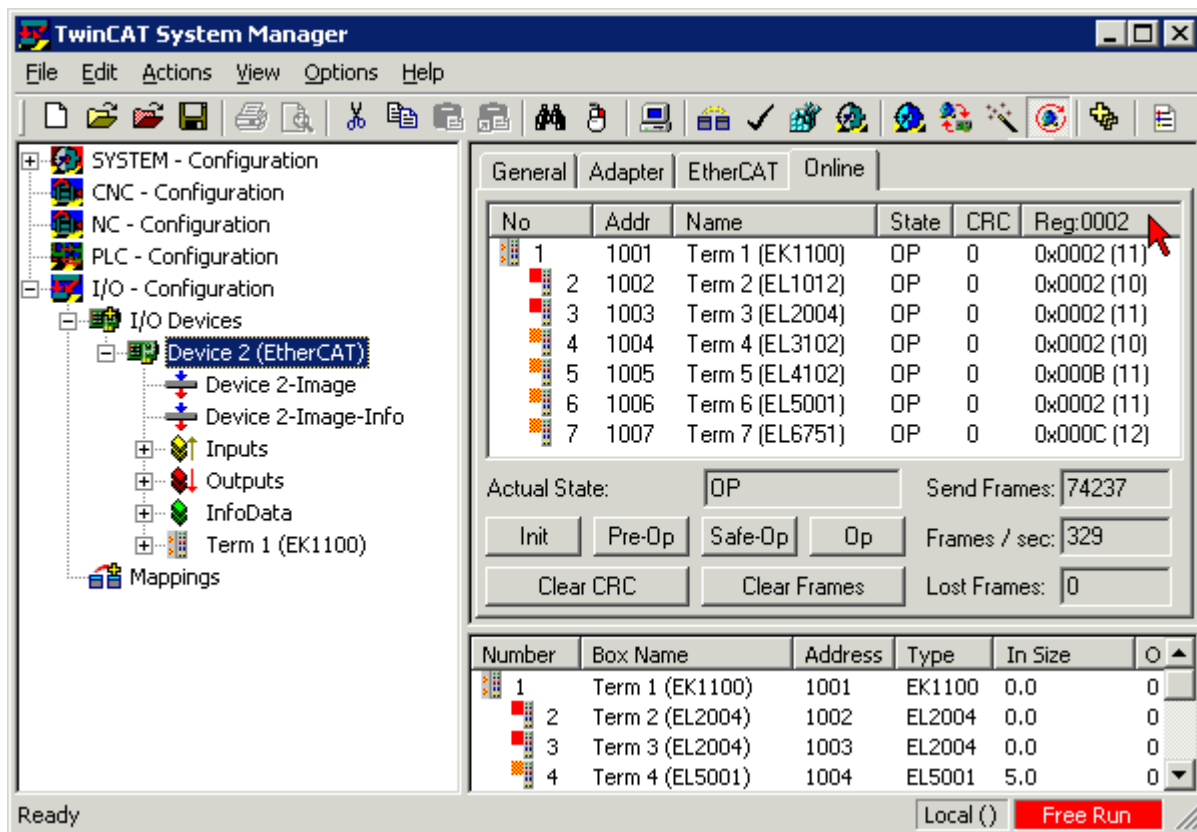 TwinCAT System Manager
File Edit Actions View Options Help
SYSTEM - Configuration
CNC - Configuration
NC - Configuration
PLC - Configuration
I/O - Configuration
I/O Devices
Device 2 (EtherCAT)
Device 2-Image
Device 2-Image-Info
Inputs
Outputs
InfoData
Term 1 (EK1100)
Mappings
General Adapter EtherCAT Online
No Addr Name State CRC Reg:0002
1 1001 Term 1 (EK1100) OP 0 0x0002 (11)
2 1002 Term 2 (EL1012) OP 0 0x0002 (10)
3 1003 Term 3 (EL2004) OP 0 0x0002 (11)
4 1004 Term 4 (EL3102) OP 0 0x0002 (10)
5 1005 Term 5 (EL4102) OP 0 0x000B (11)
6 1006 Term 6 (EL5001) OP 0 0x0002 (11)
7 1007 Term 7 (EL6751) OP 0 0x000C (12)
Actual State: OP Send Frames: 74237
Init Pre-Op Safe-Op Op Frames / sec: 329
Clear CRC Clear Frames Lost Frames: 0
Number Box Name Address Type In Size O
1 Term 1 (EK1100) 1001 EK1100 0.0 0
2 Term 2 (EL2004) 1002 EL2004 0.0 0
3 Term 3 (EL2004) 1003 EL2004 0.0 0
4 Term 4 (EL5001) 1004 EL5001 5.0 0
Ready Local () Free Run